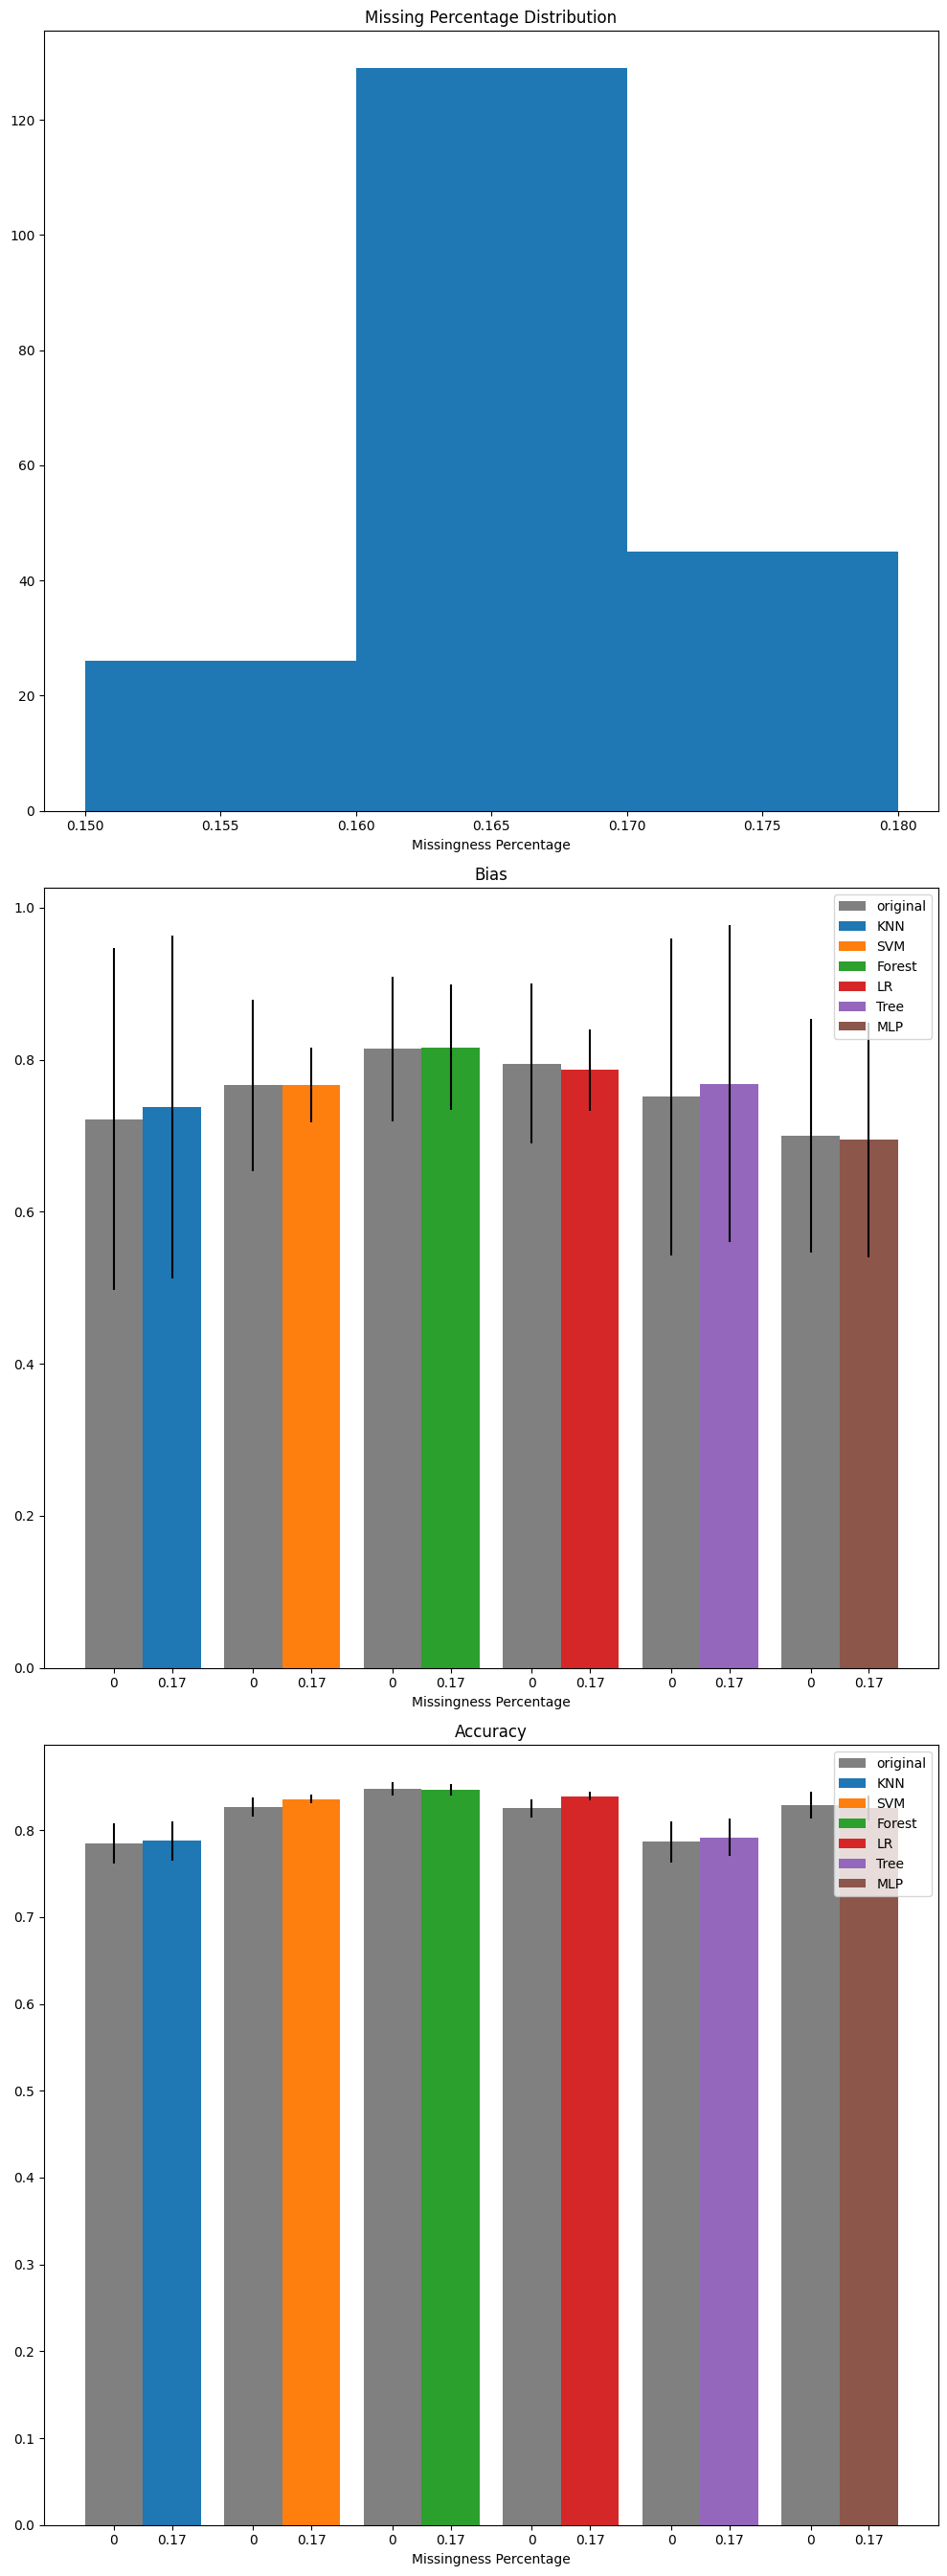 Missing Percentage Distribution
120
100
80
60
40
20
0
0.150 0.155 0.160 0.165 0.170 0.175 0.180
Missingness Percentage
Bias
1.0
0.8
0.6
0.4
0.2
0.0
original
KNN
SVM
Forest
LR
Tree
MLP
0 0.17 0 0.17 0 0.17 0 0.17 0 0.17 0 0.17
Missingness Percentage
Accuracy
0.8
0.7
0.6
0.5
0.4
0.3
0.2
0.1
0.0
original
KNN
SVM
Forest
LR
Tree
MLP
0 0.17 0 0.17 0 0.17 0 0.17 0 0.17 0 0.17
Missingness Percentage